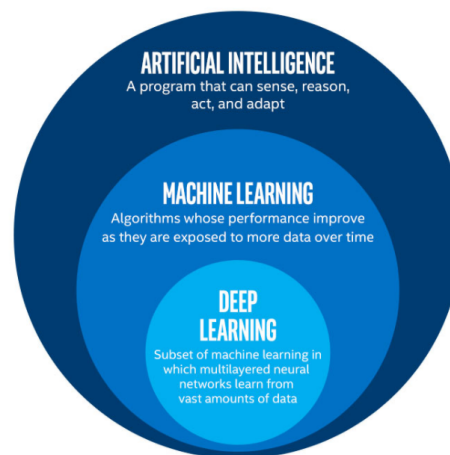 ARTIFICIAL INTELLIGENCE
A program that can sense, reason,
act, and adapt
MACHINE LEARNING
Algorithms whose performance improve
as they are exposed to more data over time
DEEP
LEARNING
Subset of machine learning in
which multilayered neural
networks learn from
vast amounts of data